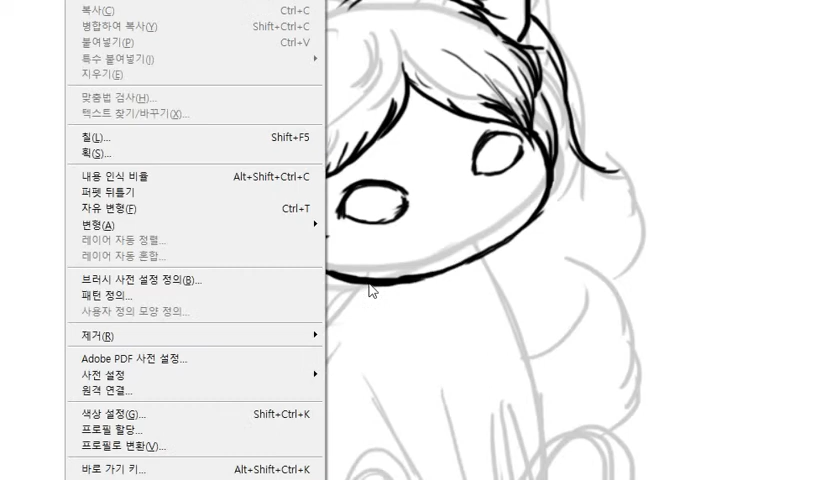 복사(C) Ctrl+C
병합하여 복사(Y) Shift+Ctrl+C
붙여넣기(P) Ctrl+V
특수 붙여넣기(I)
지우기(E)
맞춤법 검사(H)...
텍스트 찾기/바꾸기(X)...
칠(L)... Shift+F5
획(S)...
내용 인식 비율 Alt+Shift+Ctrl+C
퍼펫 뒤틀기
자유 변형(F) Ctrl+T
변형(A)
레이어 자동 정렬...
레이어 자동 혼합...
브러시 사전 설정 정의(B)...
패턴 정의...
사용자 정의 모양 정의...
제거(R)
Adobe PDF 사전 설정...
사전 설정
원격 연결...
색상 설정(G)... Shift+Ctrl+K
프로필 할당...
프로필로 변환(V)...
바로 가기 키... Alt+Shift+Ctrl+K